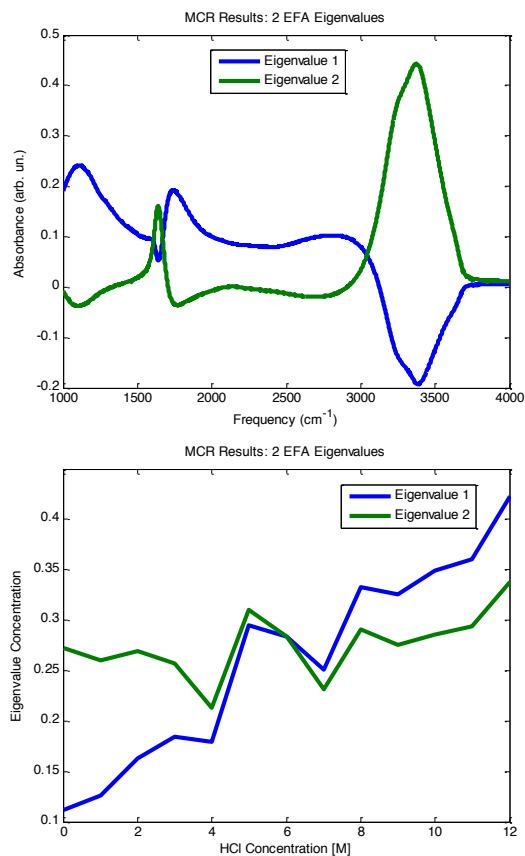 MCR Results: 2 EFA Eigenvalues
0.5
0.4
0.3
0.2
0.1
0
-0.1
-0.2
Absorbance (arb. un.)
Eigenvalue 1
Eigenvalue 2
1000 1500 2000 2500 3000 3500 4000
Frequency (cm⁻¹)
MCR Results: 2 EFA Eigenvalues
0.4
0.35
0.3
0.25
0.2
0.15
0.1
Eigenvalue Concentration
Eigenvalue 1
Eigenvalue 2
0 2 4 6 8 10 12
HCl Concentration [M]